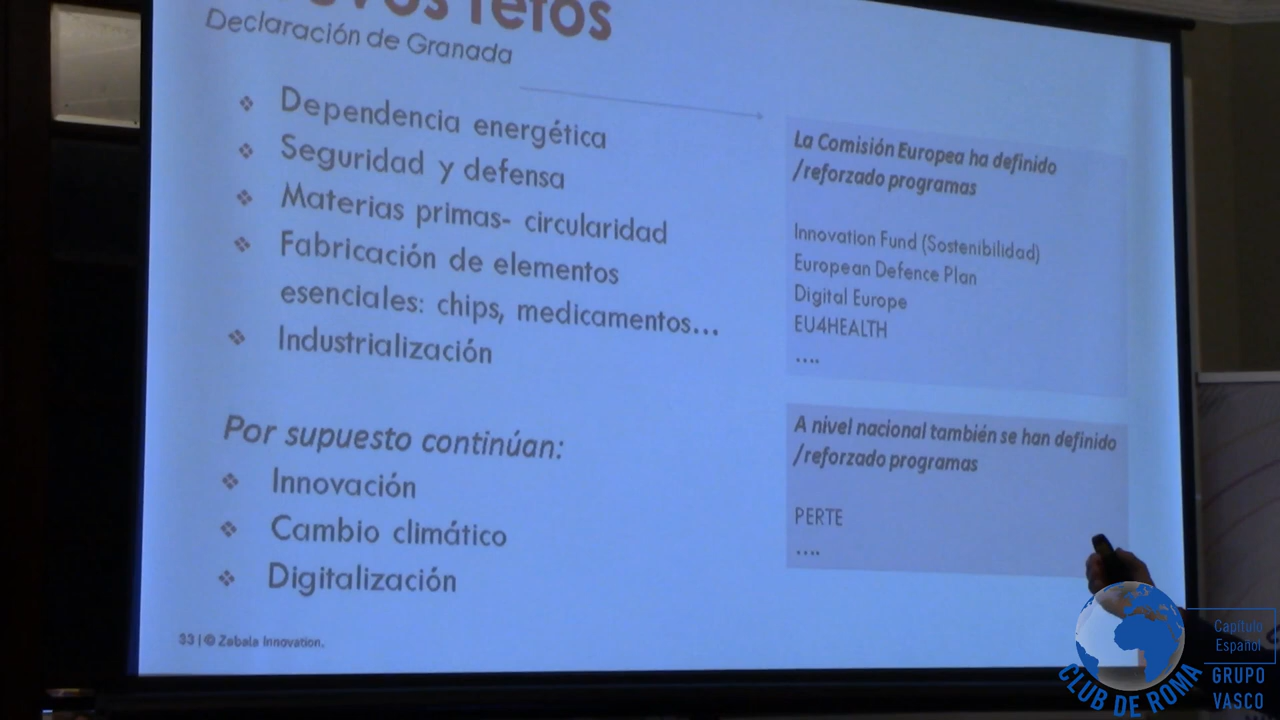 retos
Declaración de Granada
❖ Dependencia energética
❖ Seguridad y defensa
❖ Materias primas- circularidad
❖ Fabricación de elementos
esenciales: chips, medicamentos...
❖ Industrialización
Por supuesto continúan:
❖ Innovación
❖ Cambio climático
❖ Digitalización
La Comisión Europea ha definido
/reforzado programas
Innovation Fund (Sostenibilidad)
European Defence Plan
Digital Europe
EU4HEALTH
....
A nivel nacional también se han definido
/reforzado programas
PERTE
....
33 | © Zabala Innovation.
CLUB DE ROMA
Capítulo
Español
GRUPO
VASCO